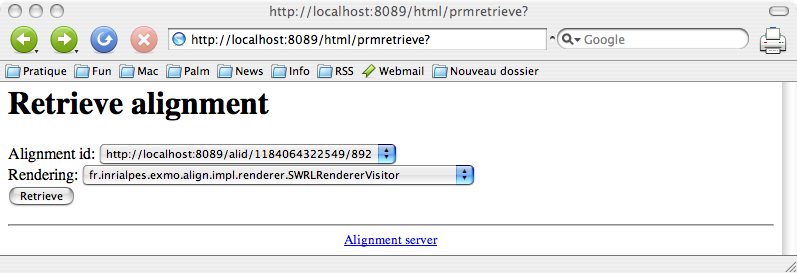 http://localhost:8089/html/prmretrieve?
http://localhost:8089/html/prmretrieve? Google
Pratique Fun Mac Palm News Info RSS Webmail Nouveau dossier
Retrieve alignment
Alignment id: http://localhost:8089/alid/1184064322549/892
Rendering: fr.inrialpes.exmo.align.impl.renderer.SWRLRendererVisitor
Retrieve
Alignment server